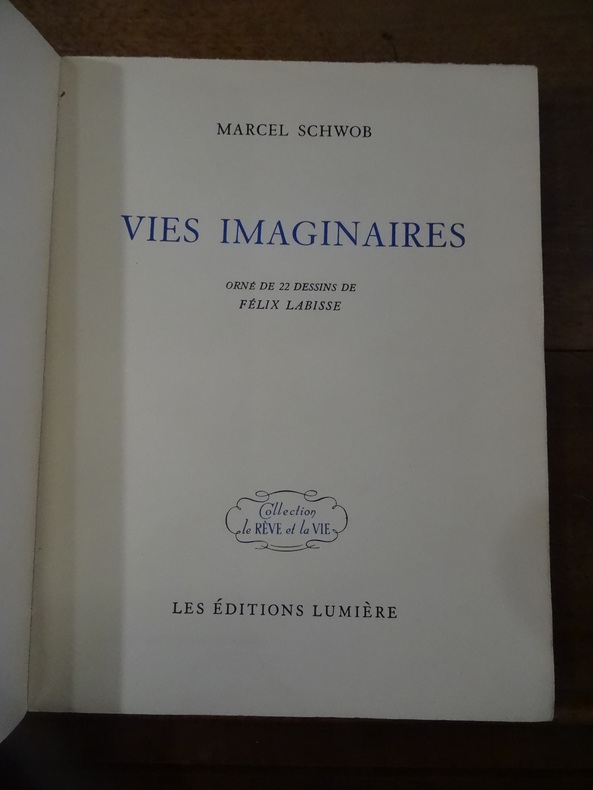 MARCEL SCHWOB
VIES IMAGINAIRES
ORNÉ DE 22 DESSINS DE
FÉLIX LABISSE
Collection
le RÊVE et la VIE
LES ÉDITIONS LUMIÈRE